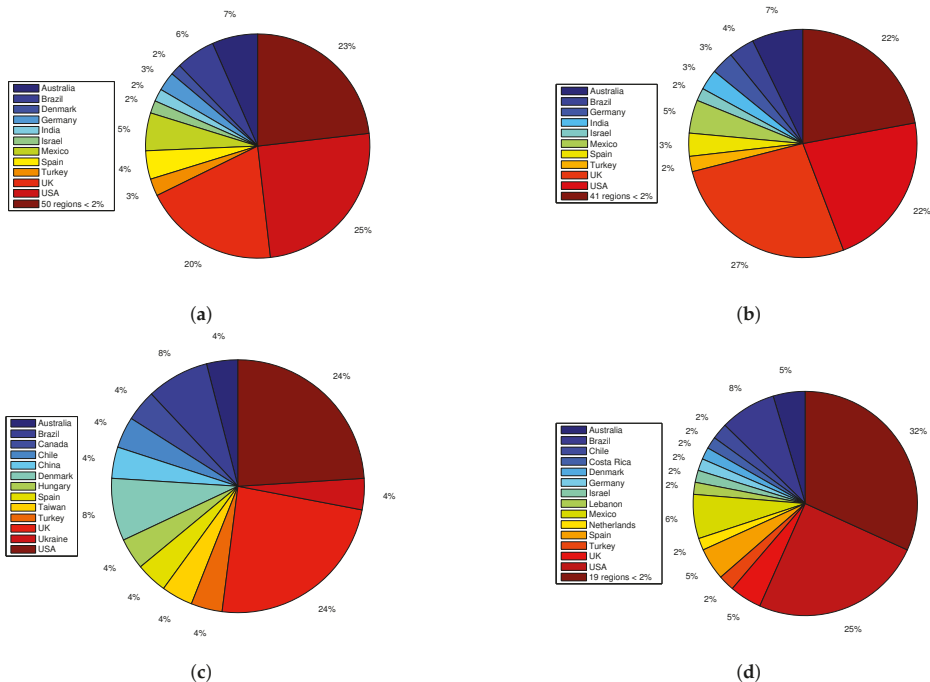 7%
6%
2%
3%
2%
2%
5%
4%
3%
20%
25%
23%
Australia
Brazil
Denmark
Germany
India
Israel
Mexico
Spain
Turkey
UK
USA
50 regions < 2%
(a)
7%
4%
3%
3%
2%
5%
3%
2%
27%
22%
22%
Australia
Brazil
Germany
India
Israel
Mexico
Spain
Turkey
UK
USA
41 regions < 2%
(b)
4%
8%
4%
4%
4%
8%
4%
4%
4%
4%
24%
4%
24%
Australia
Brazil
Canada
Chile
China
Denmark
Hungary
Spain
Taiwan
Turkey
UK
Ukraine
USA
(c)
5%
8%
2%
2%
2%
2%
2%
2%
6%
2%
5%
2%
5%
25%
32%
Australia
Brazil
Chile
Costa Rica
Denmark
Germany
Israel
Lebanon
Mexico
Netherlands
Spain
Turkey
UK
USA
19 regions < 2%
(d)